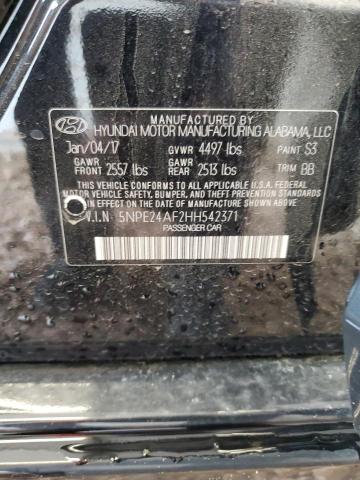 MANUFACTURED BY
HYUNDAI MOTOR MANUFACTURING ALABAMA, LLC
Jan/04/17 GVWR 4497 lbs PAINT S3
GAWR FRONT 2557 lbs GAWR REAR 2513 lbs TRIM BB
THIS VEHICLE CONFORMS TO ALL APPLICABLE U.S.A. FEDERAL
MOTOR VEHICLE SAFETY, BUMPER, AND THEFT PREVENTION STANDARDS
IN EFFECT ON THE DATE OF MANUFACTURE SHOWN ABOVE.
V.I.N 5NPE24AF2HH542371
PASSENGER CAR